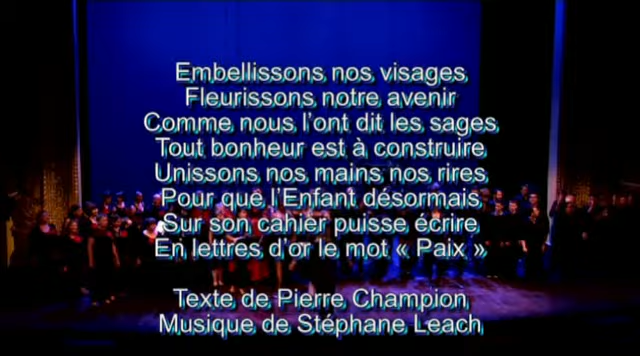 Embellissons nos visages
Fleurissons notre avenir
Comme nous l'ont dit les sages
Tout bonheur est à construire
Unissons nos mains nos rires
Pour que l'Enfant désormais
Sur son cahier puisse écrire
En lettres d'or le mot « Paix »
Texte de Pierre Champion
Musique de Stéphane Leach